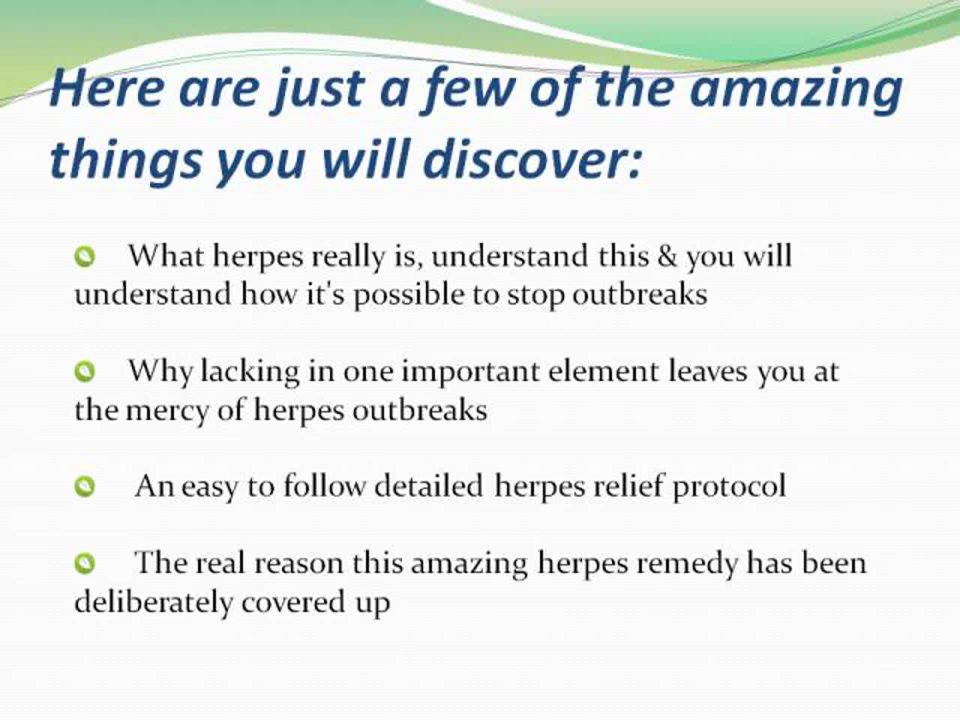 Here are just a few of the amazing
things you will discover:
What herpes really is, understand this & you will
understand how it's possible to stop outbreaks
Why lacking in one important element leaves you at
the mercy of herpes outbreaks
An easy to follow detailed herpes relief protocol
The real reason this amazing herpes remedy has been
deliberately covered up